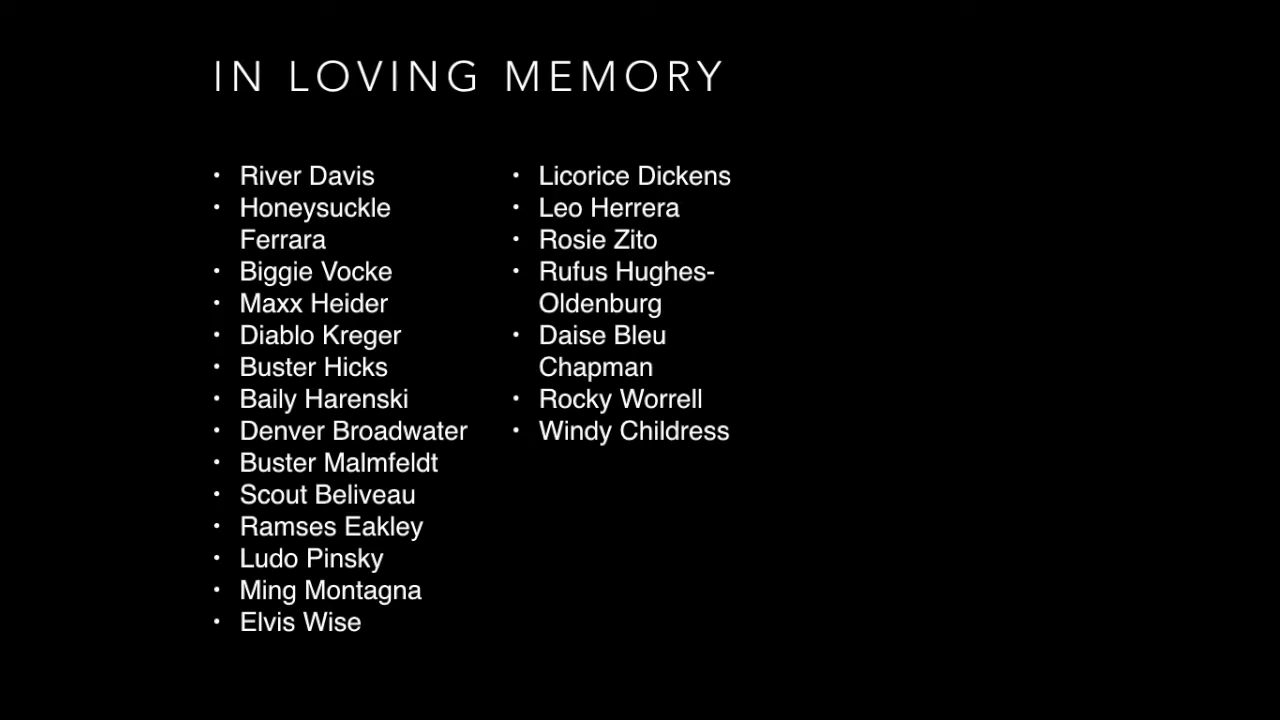 IN LOVING MEMORY
• River Davis
• Honeysuckle
Ferrara
• Biggie Vocke
• Maxx Heider
• Diablo Kreger
• Buster Hicks
• Baily Harenski
• Denver Broadwater
• Buster Malmfeldt
• Scout Beliveau
• Ramses Eakley
• Ludo Pinsky
• Ming Montagna
• Elvis Wise
• Licorice Dickens
• Leo Herrera
• Rosie Zito
• Rufus Hughes-
Oldenburg
• Daise Bleu
Chapman
• Rocky Worrell
• Windy Childress